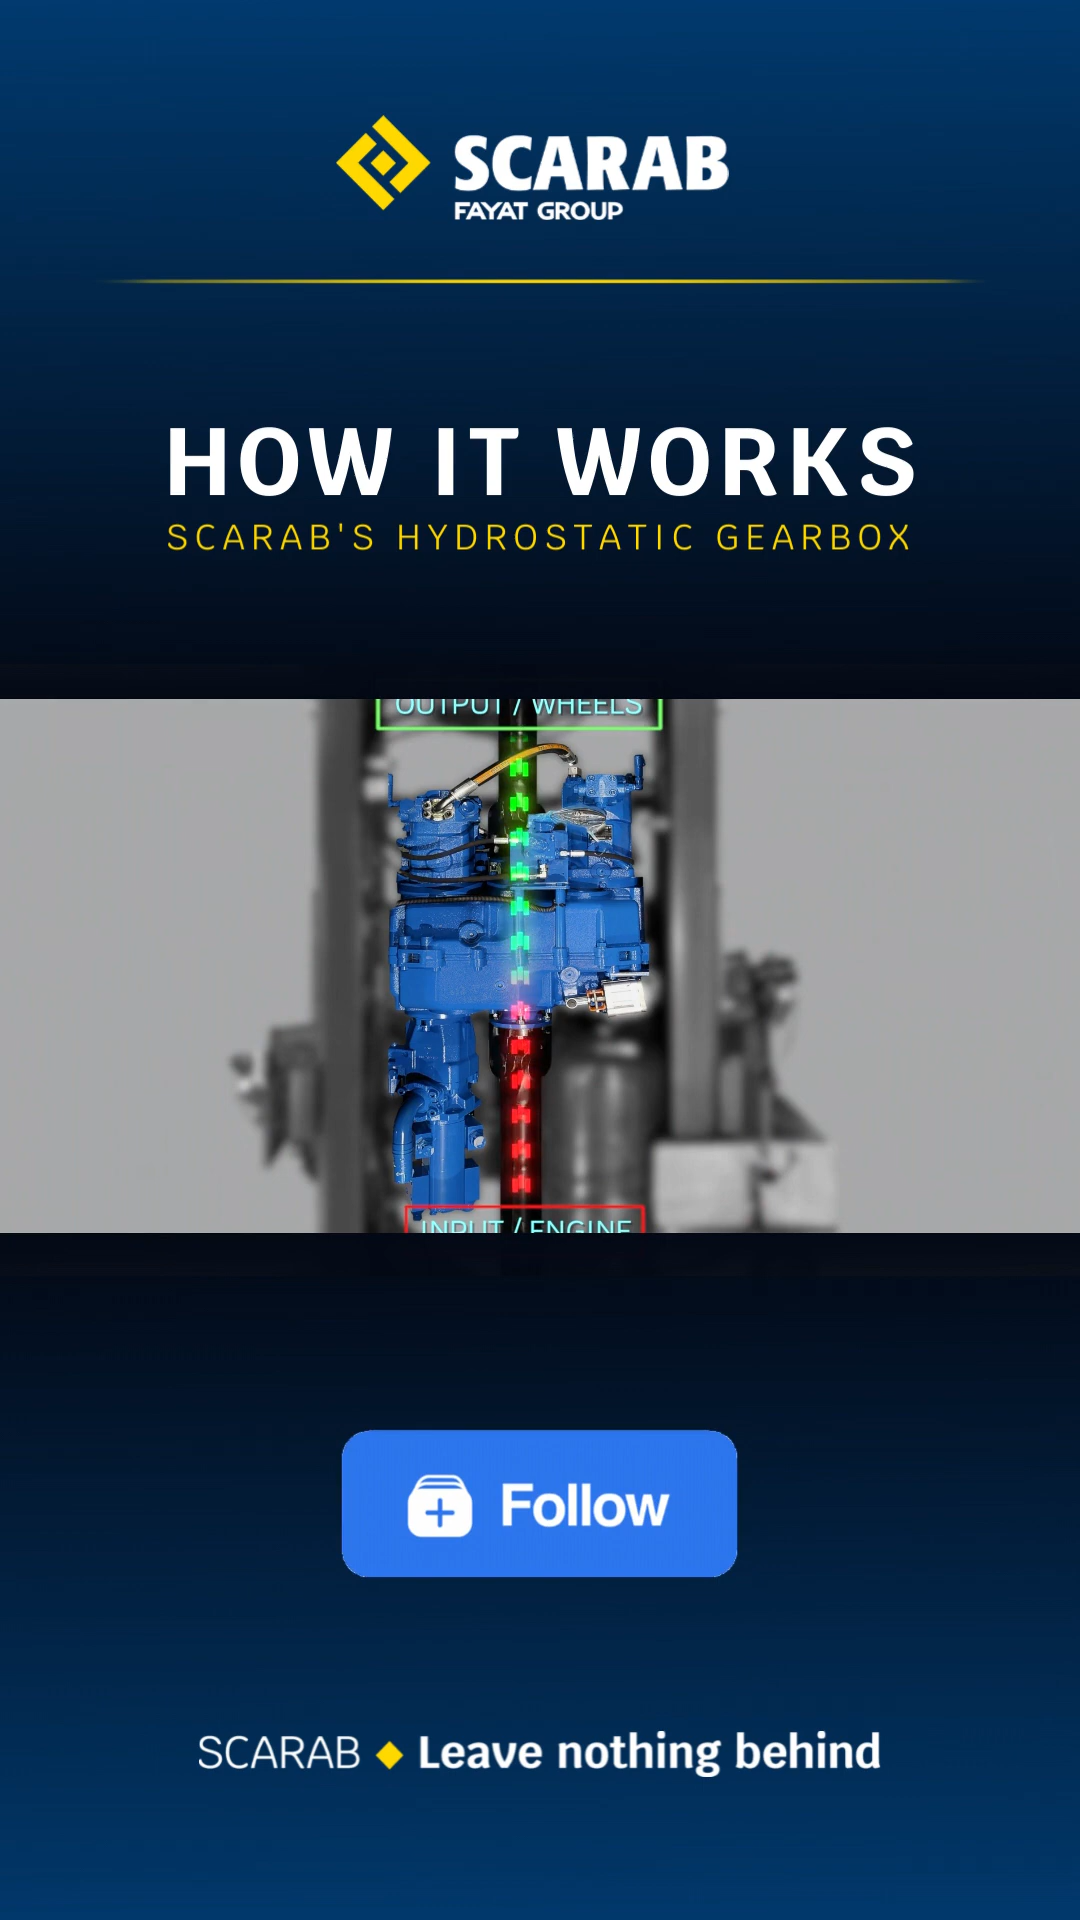 SCARAB
FAYAT GROUP
HOW IT WORKS
SCARAB'S HYDROSTATIC GEARBOX
OUTPUT / WHEELS
INPUT / ENGINE
Follow
SCARAB ◆ Leave nothing behind